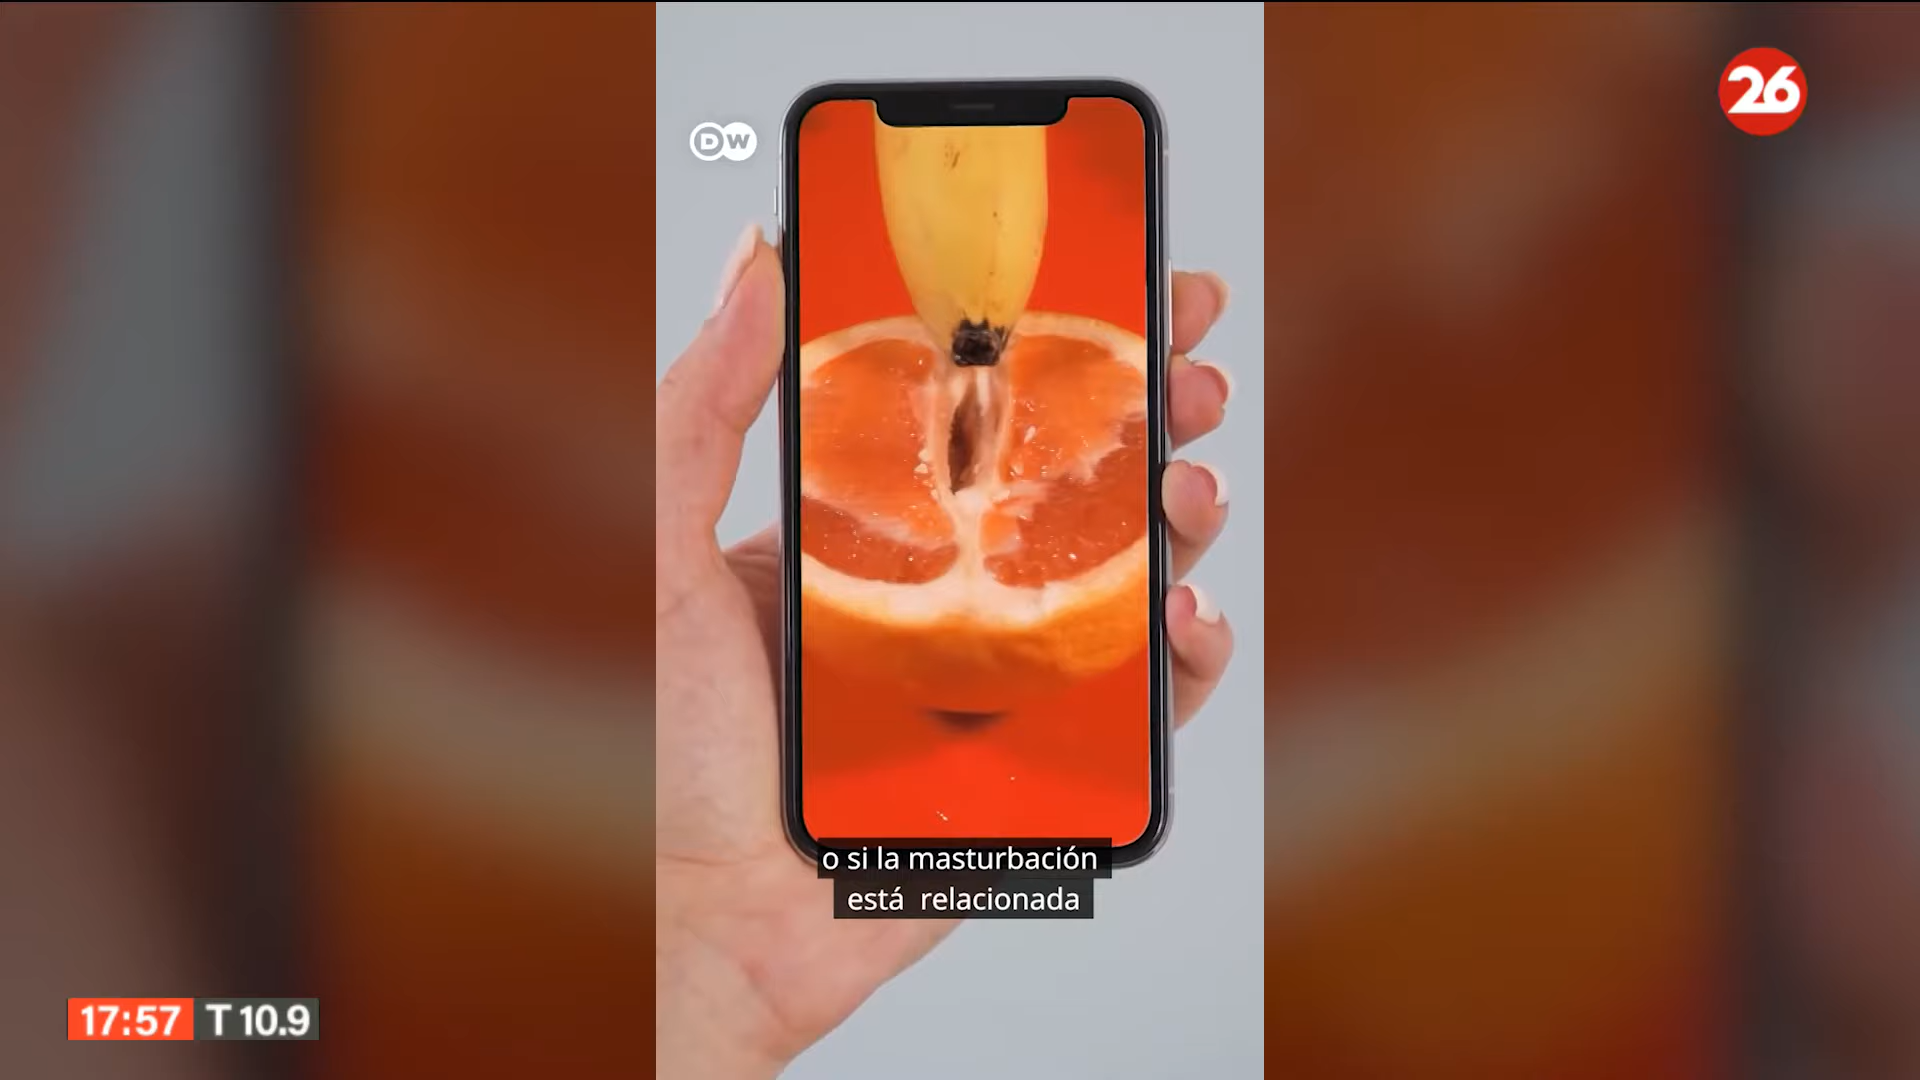 DW
26
o si la masturbación
está relacionada
17:57 T 10.9